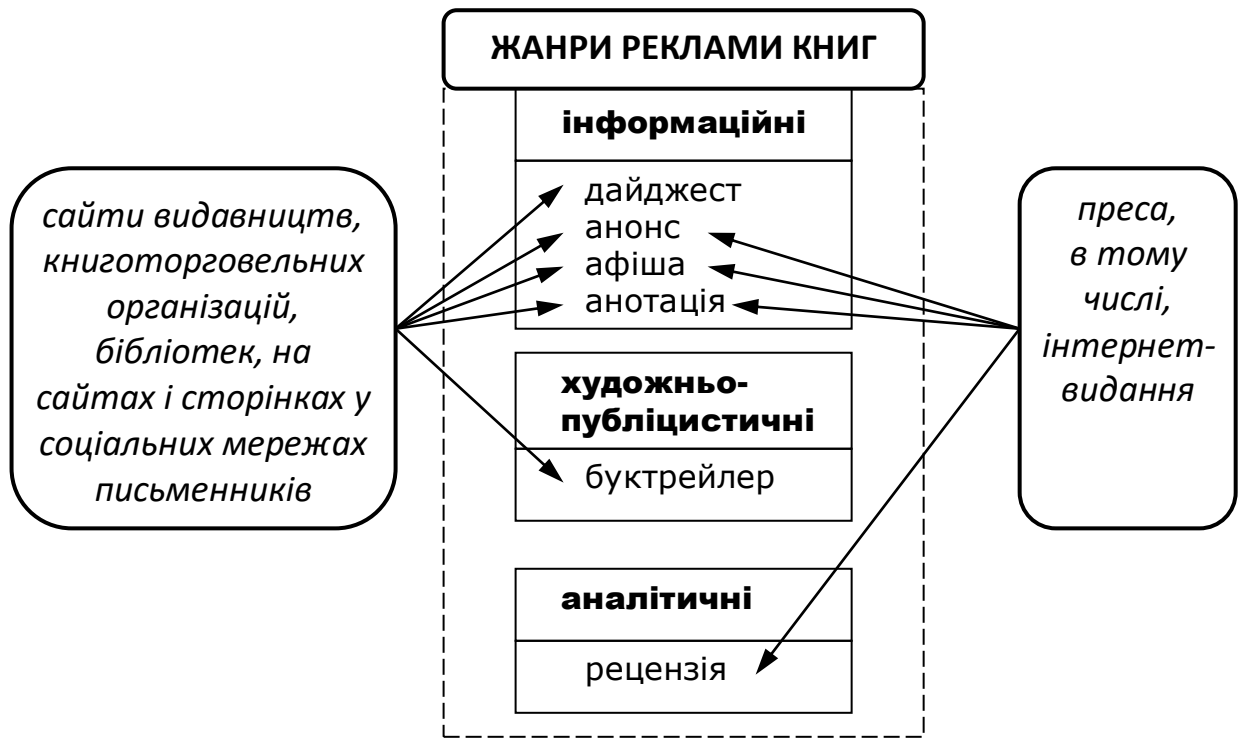 ЖАНРИ РЕКЛАМИ КНИГ
інформаційні
дайджест
анонс
афіша
анотація
художньо-
публіцистичні
буктрейлер
аналітичні
рецензія
сайти видавництв,
книготорговельних
організацій,
бібліотек, на
сайтах і сторінках у
соціальних мережах
письменників
преса,
в тому
числі,
інтернет-
видання